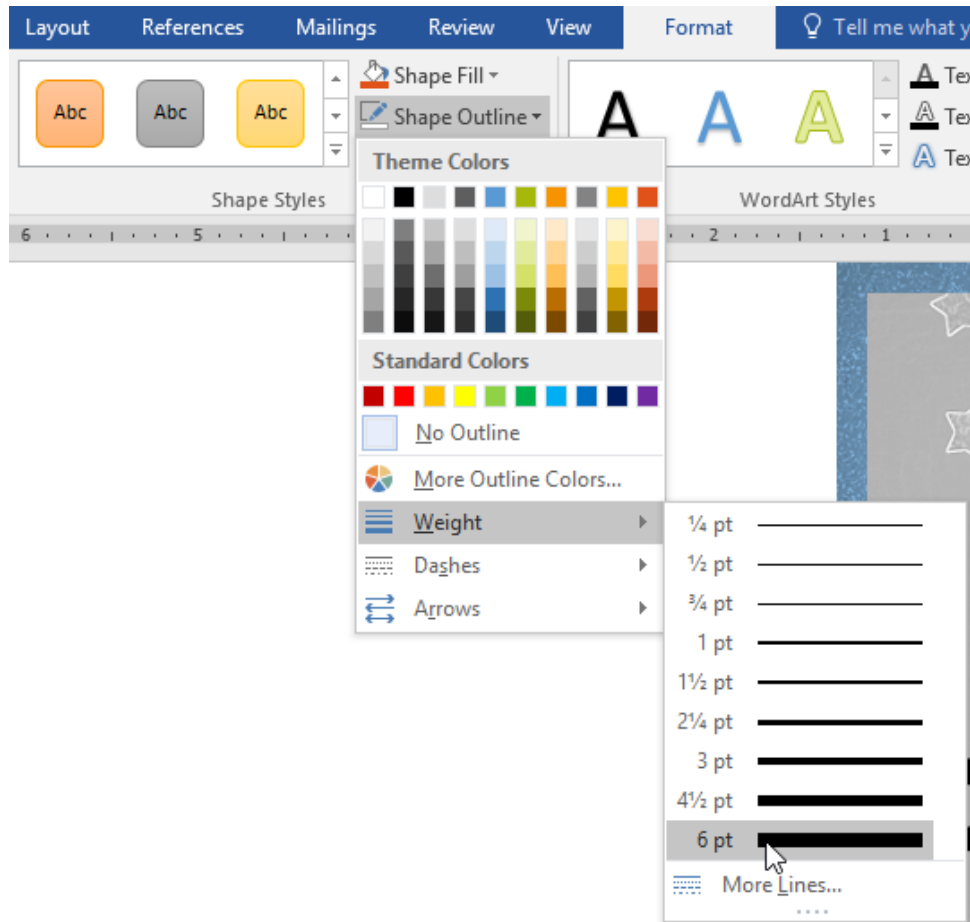 Layout References Mailings Review View Format Tell me what y
Shape Fill
Abc Abc Abc Shape Outline A A A A Tex
A Tex
A Tex
Theme Colors
Shape Styles WordArt Styles
6 5 2 1
Standard Colors
No Outline
More Outline Colors...
Weight
Dashes
Arrows
¼ pt
½ pt
¾ pt
1 pt
1½ pt
2¼ pt
3 pt
4½ pt
6 pt
More Lines...